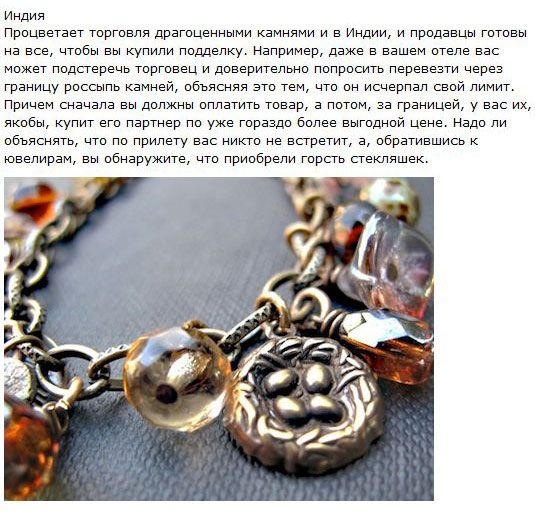 Индия
Процветает торговля драгоценными камнями и в Индии, и продавцы готовы
на все, чтобы вы купили подделку. Например, даже в вашем отеле вас
может подстеречь торговец и доверительно попросить перевезти через
границу россыпь камней, объясняя это тем, что он исчерпал свой лимит.
Причем сначала вы должны оплатить товар, а потом, за границей, у вас их,
якобы, купит его партнер по уже гораздо более выгодной цене. Надо ли
объяснять, что по прилету вас никто не встретит, а, обратившись к
ювелирам, вы обнаружите, что приобрели горсть стекляшек.